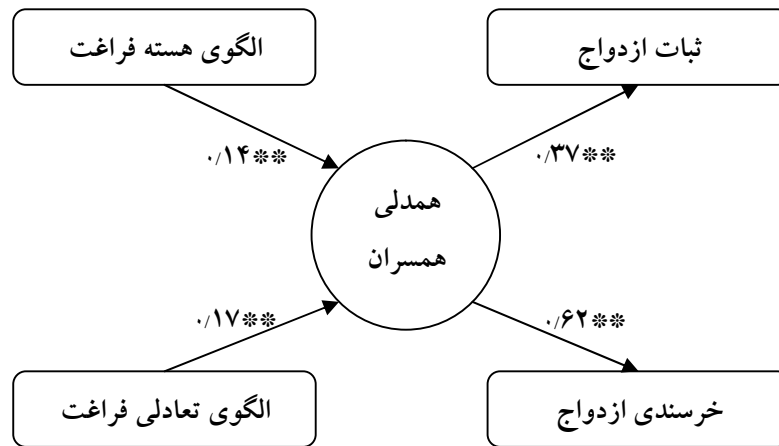 ثبات ازدواج
الگوی هسته فراغت
۰/۳۷**
۰/۱۴**
همدلی
همسران
۰/۶۲**
۰/۱۷**
خرسندی ازدواج
الگوی تعادلی فراغت